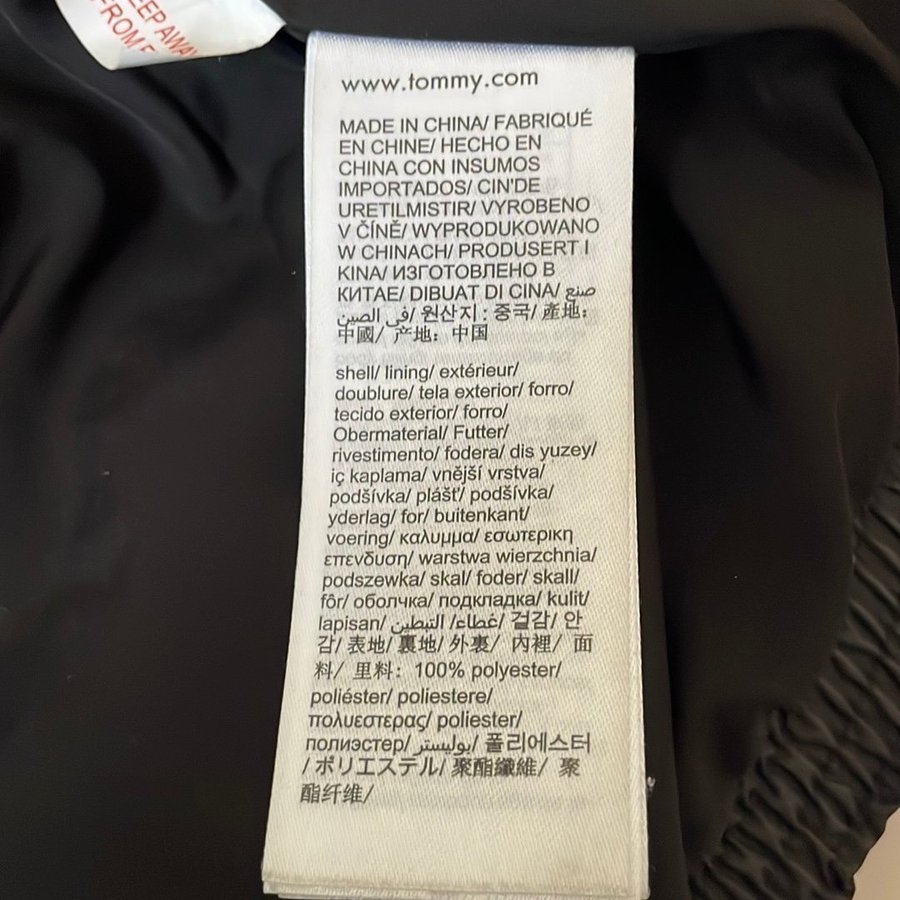 EEP AWAY
FROM F
www.tommy.com
MADE IN CHINA/ FABRIQUÉ
EN CHINE/ HECHO EN
CHINA CON INSUMOS
IMPORTADOS/ CIN'DE
URETILMISTIR/ VYROBENO
V ČÍNĚ/ WYPRODUKOWANO
W CHINACH/ PRODUSERT I
KINA/ ИЗГОТОВЛЕНО В
КИТАЕ/ DIBUAT DI CINA/ صنع
في الصين/ 원산지 : 중국/ 產地:
中國/ 产地: 中国
shell/ lining/ extérieur/
doublure/ tela exterior/ forro/
tecido exterior/ forro/
Obermaterial/ Futter/
rivestimento/ fodera/ dis yuzey/
iç kaplama/ vnější vrstva/
podšívka/ plášť/ podšívka/
yderlag/ for/ buitenkant/
voering/ καλυμμα/ εσωτερικη
επενδυση/ warstwa wierzchnia/
podszewka/ skal/ foder/ skall/
fôr/ оболчка/ подкладка/ kulit/
lapisan/ غطاء/ التبطين/ 겉감/ 안
감/ 表地/ 裏地/ 外裏/ 內裡/ 面
料/ 里料: 100% polyester/
poliéster/ poliestere/
πολυεστερας/ poliester/
полиэстер/ بوليستر/ 폴리에스터
/ ポリエステル/ 聚酯纖維/ 聚
酯纤维/